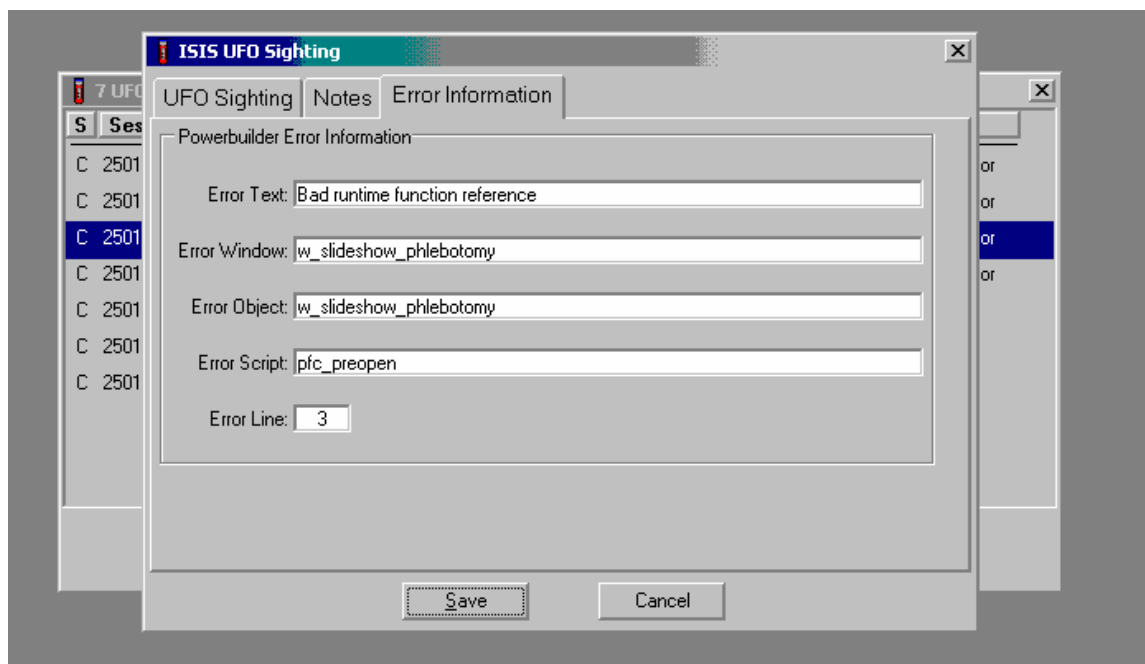 ISIS UFO Sighting
7 UFO
UFO Sighting Notes Error Information
S Ses
Powerbuilder Error Information
C 2501 or
Error Text: Bad runtime function reference
C 2501 or
C 2501 or
Error Window: w_slideshow_phlebotomy
C 2501 or
Error Object: w_slideshow_phlebotomy
C 2501
C 2501
Error Script: pfc_preopen
C 2501
Error Line: 3
Save Cancel